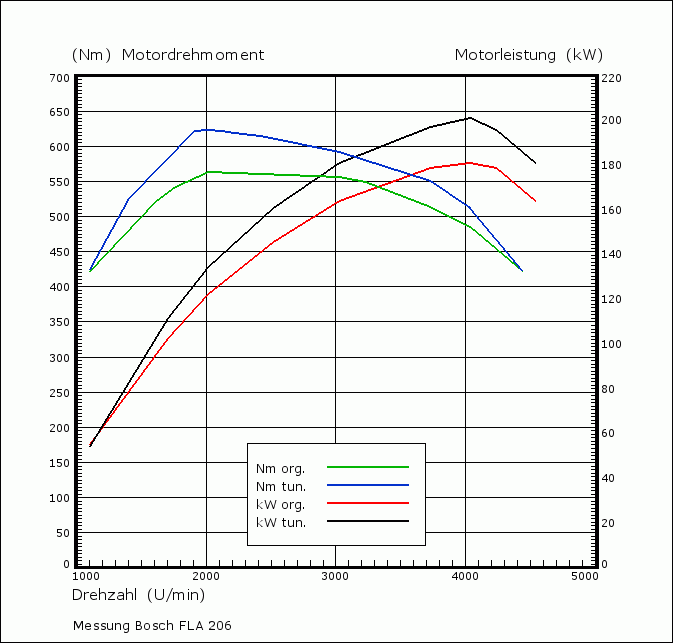 (Nm) Motordrehmoment Motorleistung (kW)
700 220
650
200
600
180
550
160
500
450 140
400
120
350
100
300
80
250
200 60
150 40
100
20
50
0 0
1000 2000 3000 4000 5000
Nm org.
Nm tun.
kW org.
kW tun.
Drehzahl (U/min)
Messung Bosch FLA 206